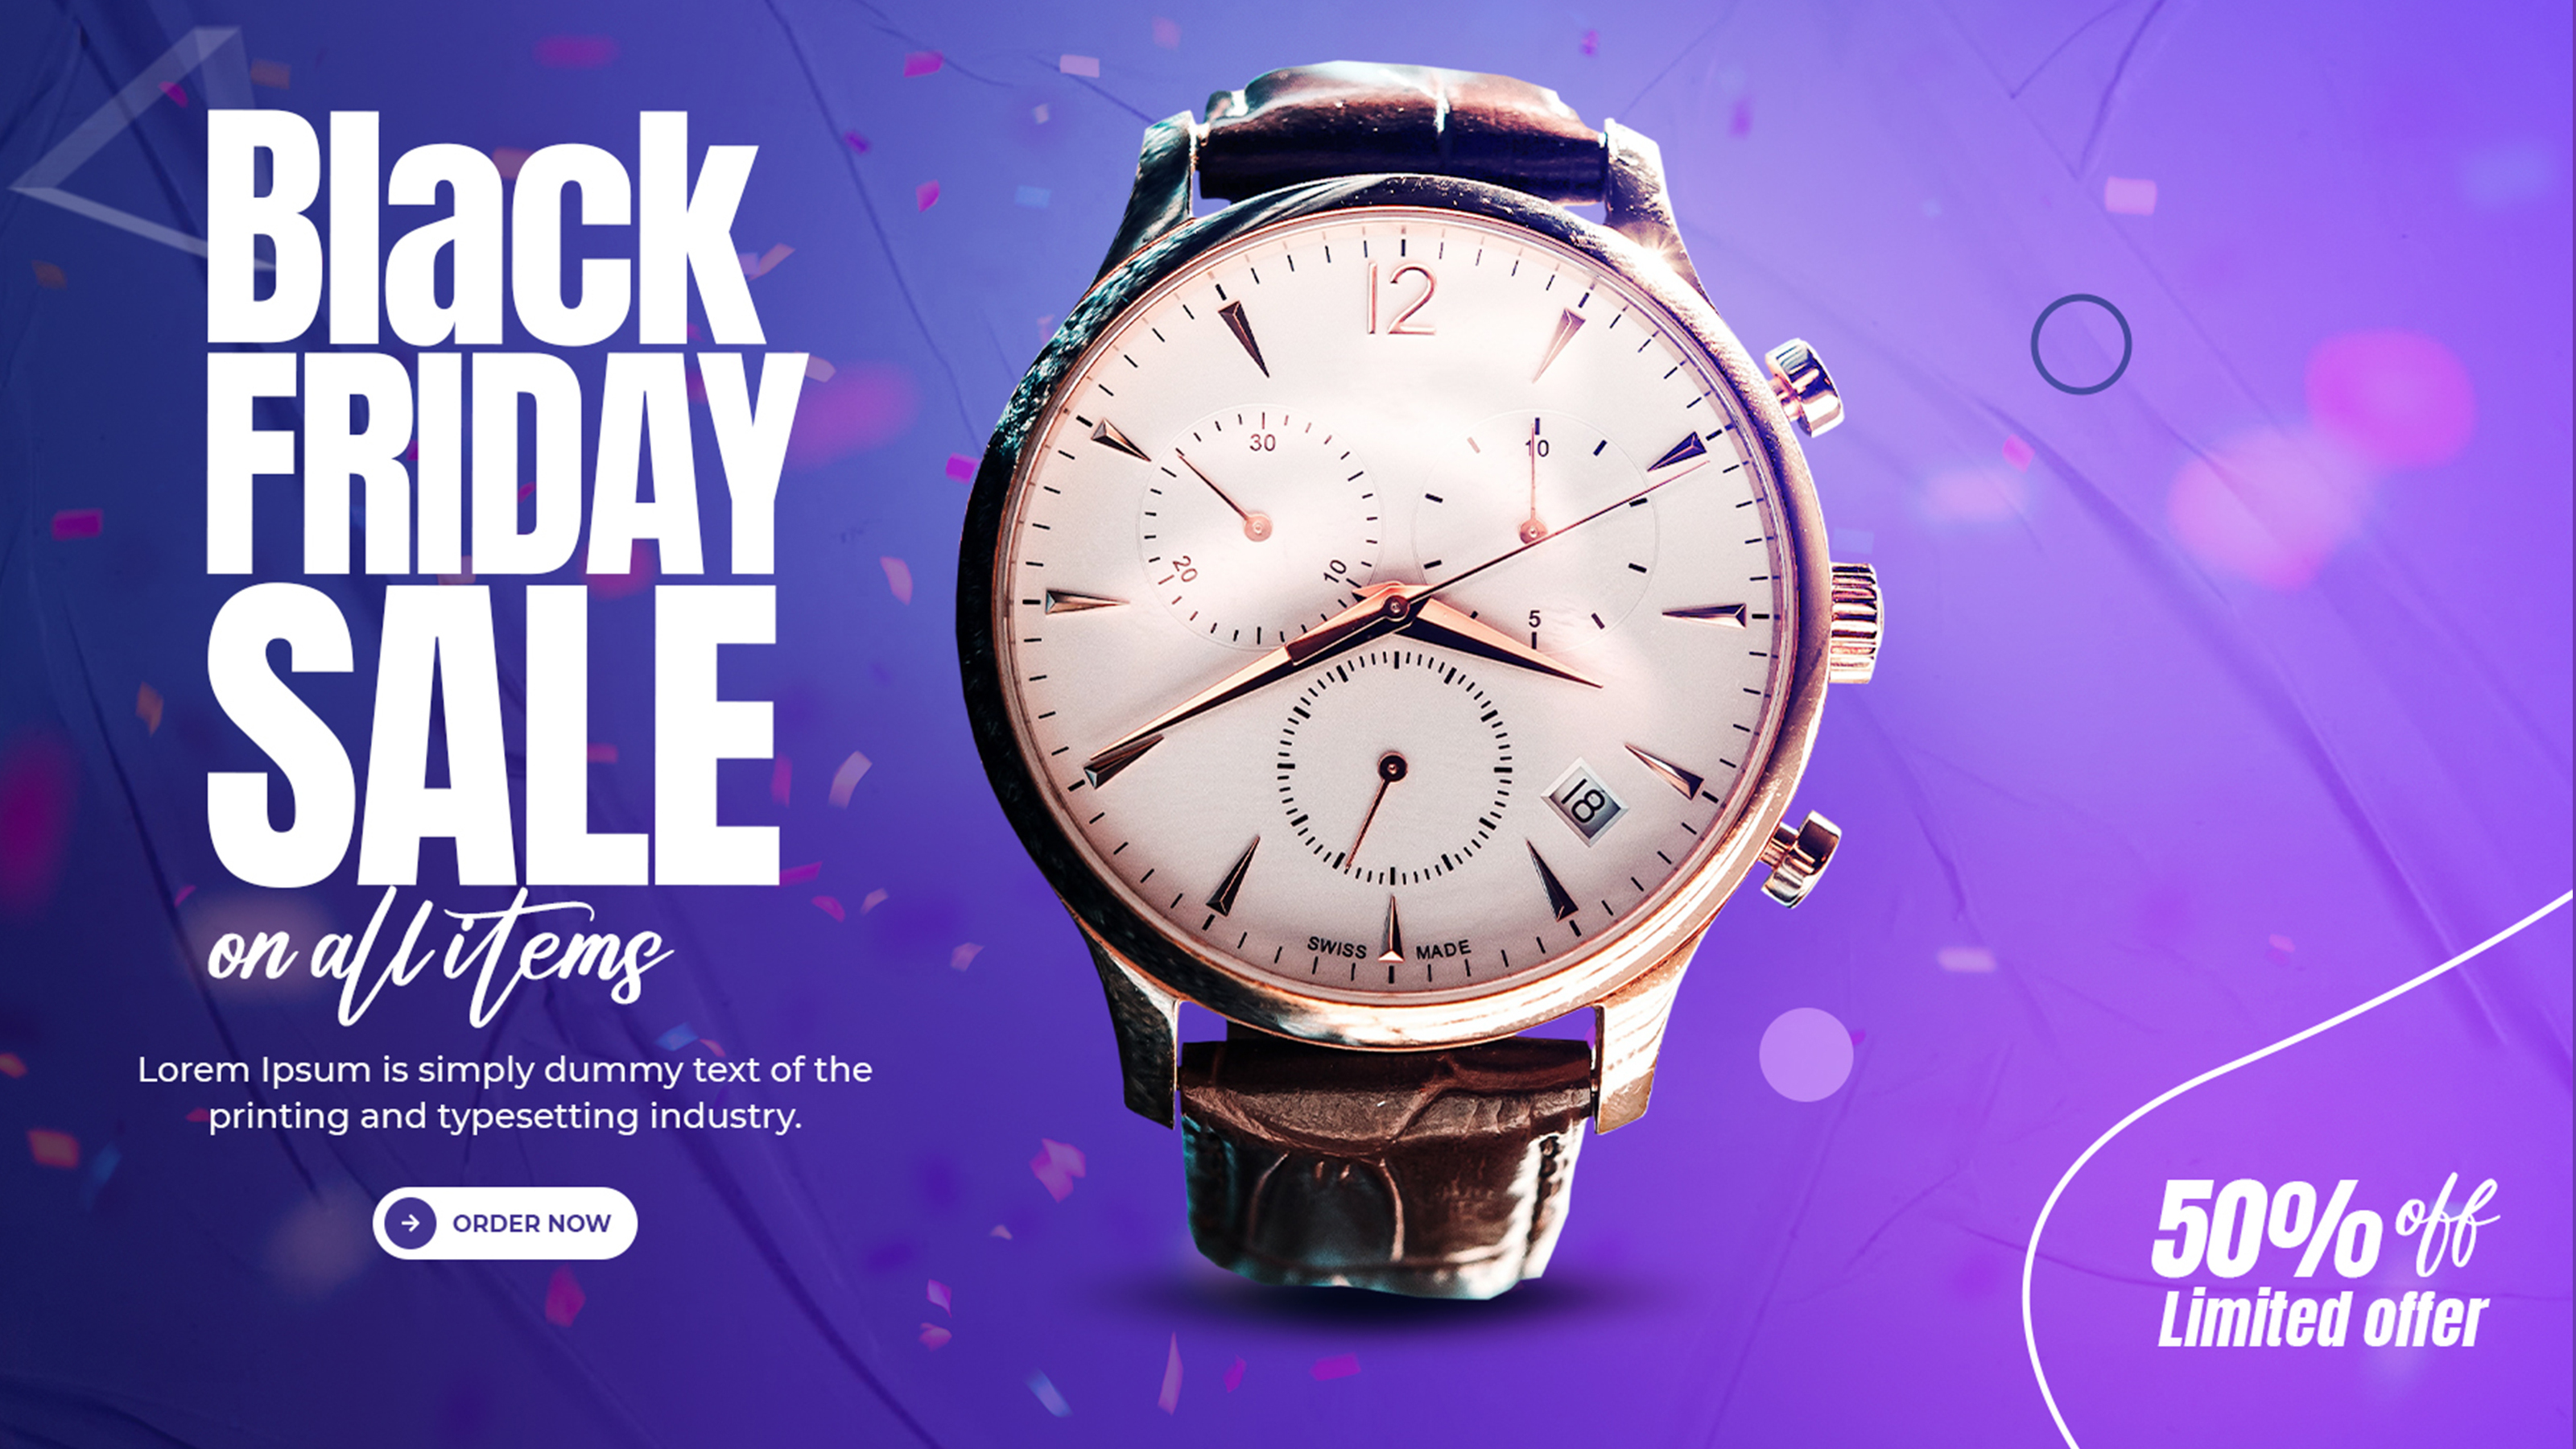 Black
FRIDAY
SALE
on all items
Lorem Ipsum is simply dummy text of the
printing and typesetting industry.
ORDER NOW
12
30
10
20
10
5
18
SWISS MADE
50% off
Limited offer